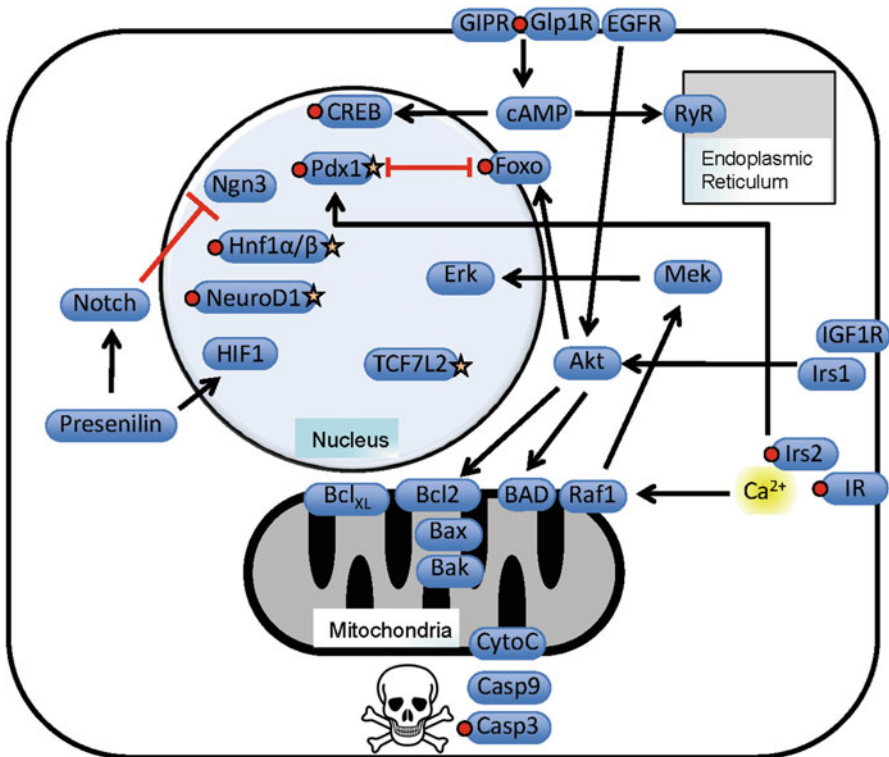 GIPR
Glp1R
EGFR
CREB
cAMP
RyR
Endoplasmic
Reticulum
Pdx1
Foxo
Ngn3
Hnf1α/β
Erk
Mek
NeuroD1
Notch
IGF1R
HIF1
TCF7L2
Akt
Irs1
Presenilin
Nucleus
Irs2
BclXL
Bcl2
BAD
Raf1
Ca²⁺
IR
Bax
Bak
Mitochondria
CytoC
Casp9
Casp3